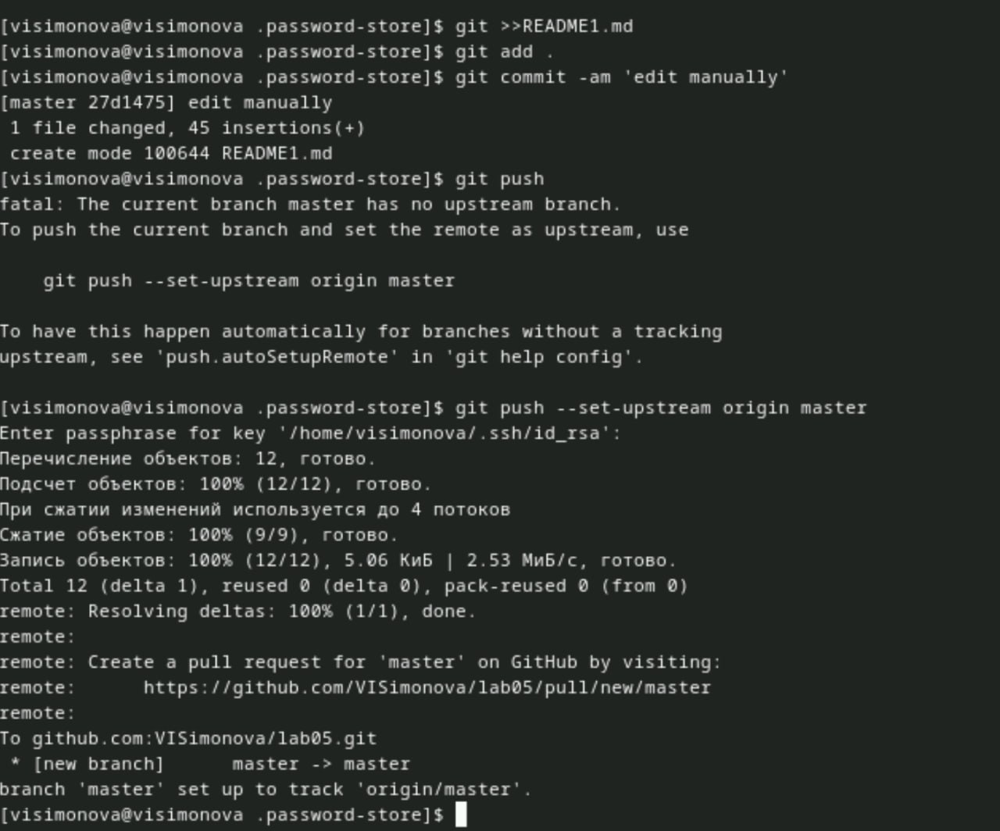 [visimonova@visimonova .password-store]$ git >>README1.md
[visimonova@visimonova .password-store]$ git add .
[visimonova@visimonova .password-store]$ git commit -am 'edit manually'
[master 27d1475] edit manually
 1 file changed, 45 insertions(+)
 create mode 100644 README1.md
[visimonova@visimonova .password-store]$ git push
fatal: The current branch master has no upstream branch.
To push the current branch and set the remote as upstream, use
    git push --set-upstream origin master
To have this happen automatically for branches without a tracking
upstream, see 'push.autoSetupRemote' in 'git help config'.
[visimonova@visimonova .password-store]$ git push --set-upstream origin master
Enter passphrase for key '/home/visimonova/.ssh/id_rsa':
Перечисление объектов: 12, готово.
Подсчет объектов: 100% (12/12), готово.
При сжатии изменений используется до 4 потоков
Сжатие объектов: 100% (9/9), готово.
Запись объектов: 100% (12/12), 5.06 КиБ | 2.53 МиБ/с, готово.
Total 12 (delta 1), reused 0 (delta 0), pack-reused 0 (from 0)
remote: Resolving deltas: 100% (1/1), done.
remote:
remote: Create a pull request for 'master' on GitHub by visiting:
remote:      https://github.com/VISimonova/lab05/pull/new/master
remote:
To github.com:VISimonova/lab05.git
 * [new branch]      master -> master
branch 'master' set up to track 'origin/master'.
[visimonova@visimonova .password-store]$